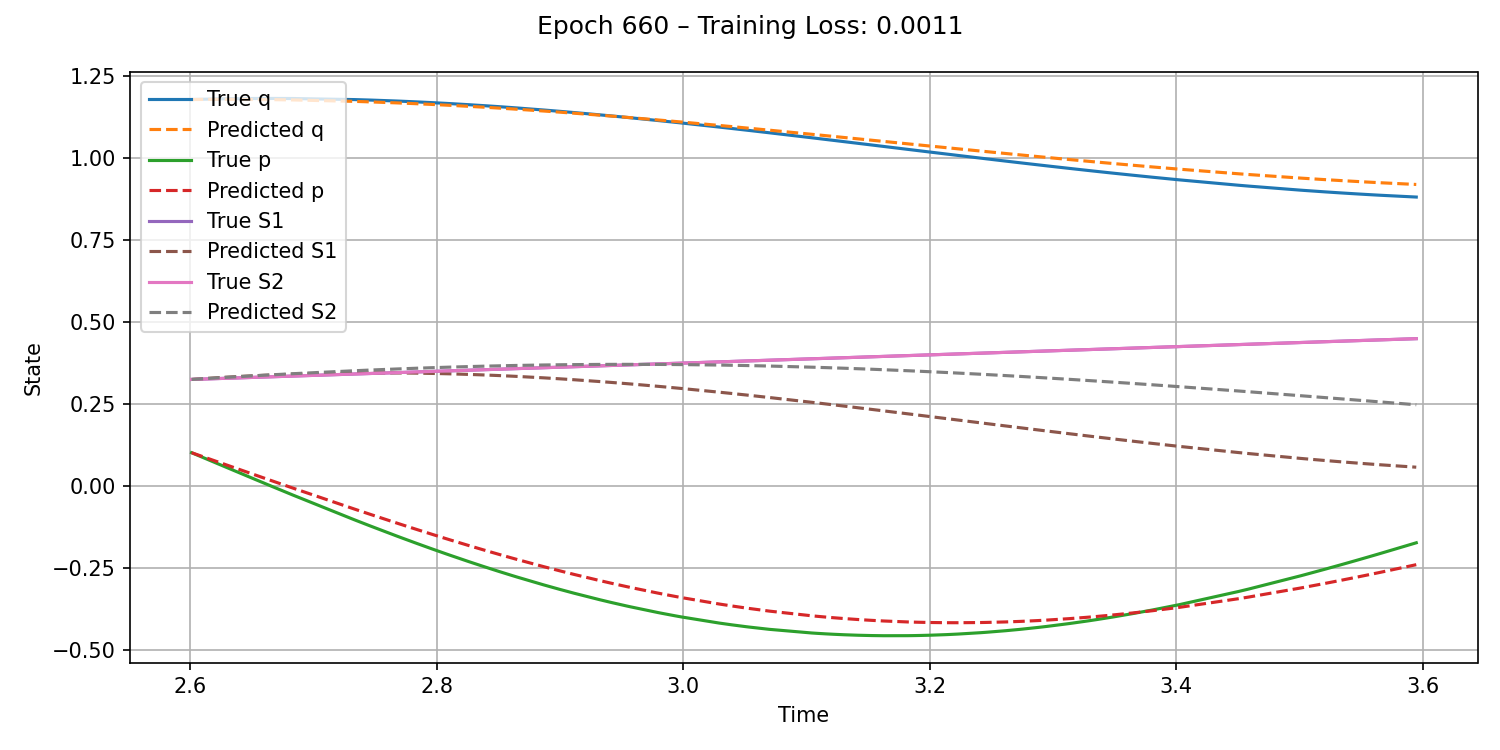 Epoch 660 – Training Loss: 0.0011
1.25
1.00
0.75
0.50
0.25
0.00
−0.25
−0.50
State
True q
Predicted q
True p
Predicted p
True S1
Predicted S1
True S2
Predicted S2
2.6 2.8 3.0 3.2 3.4 3.6
Time